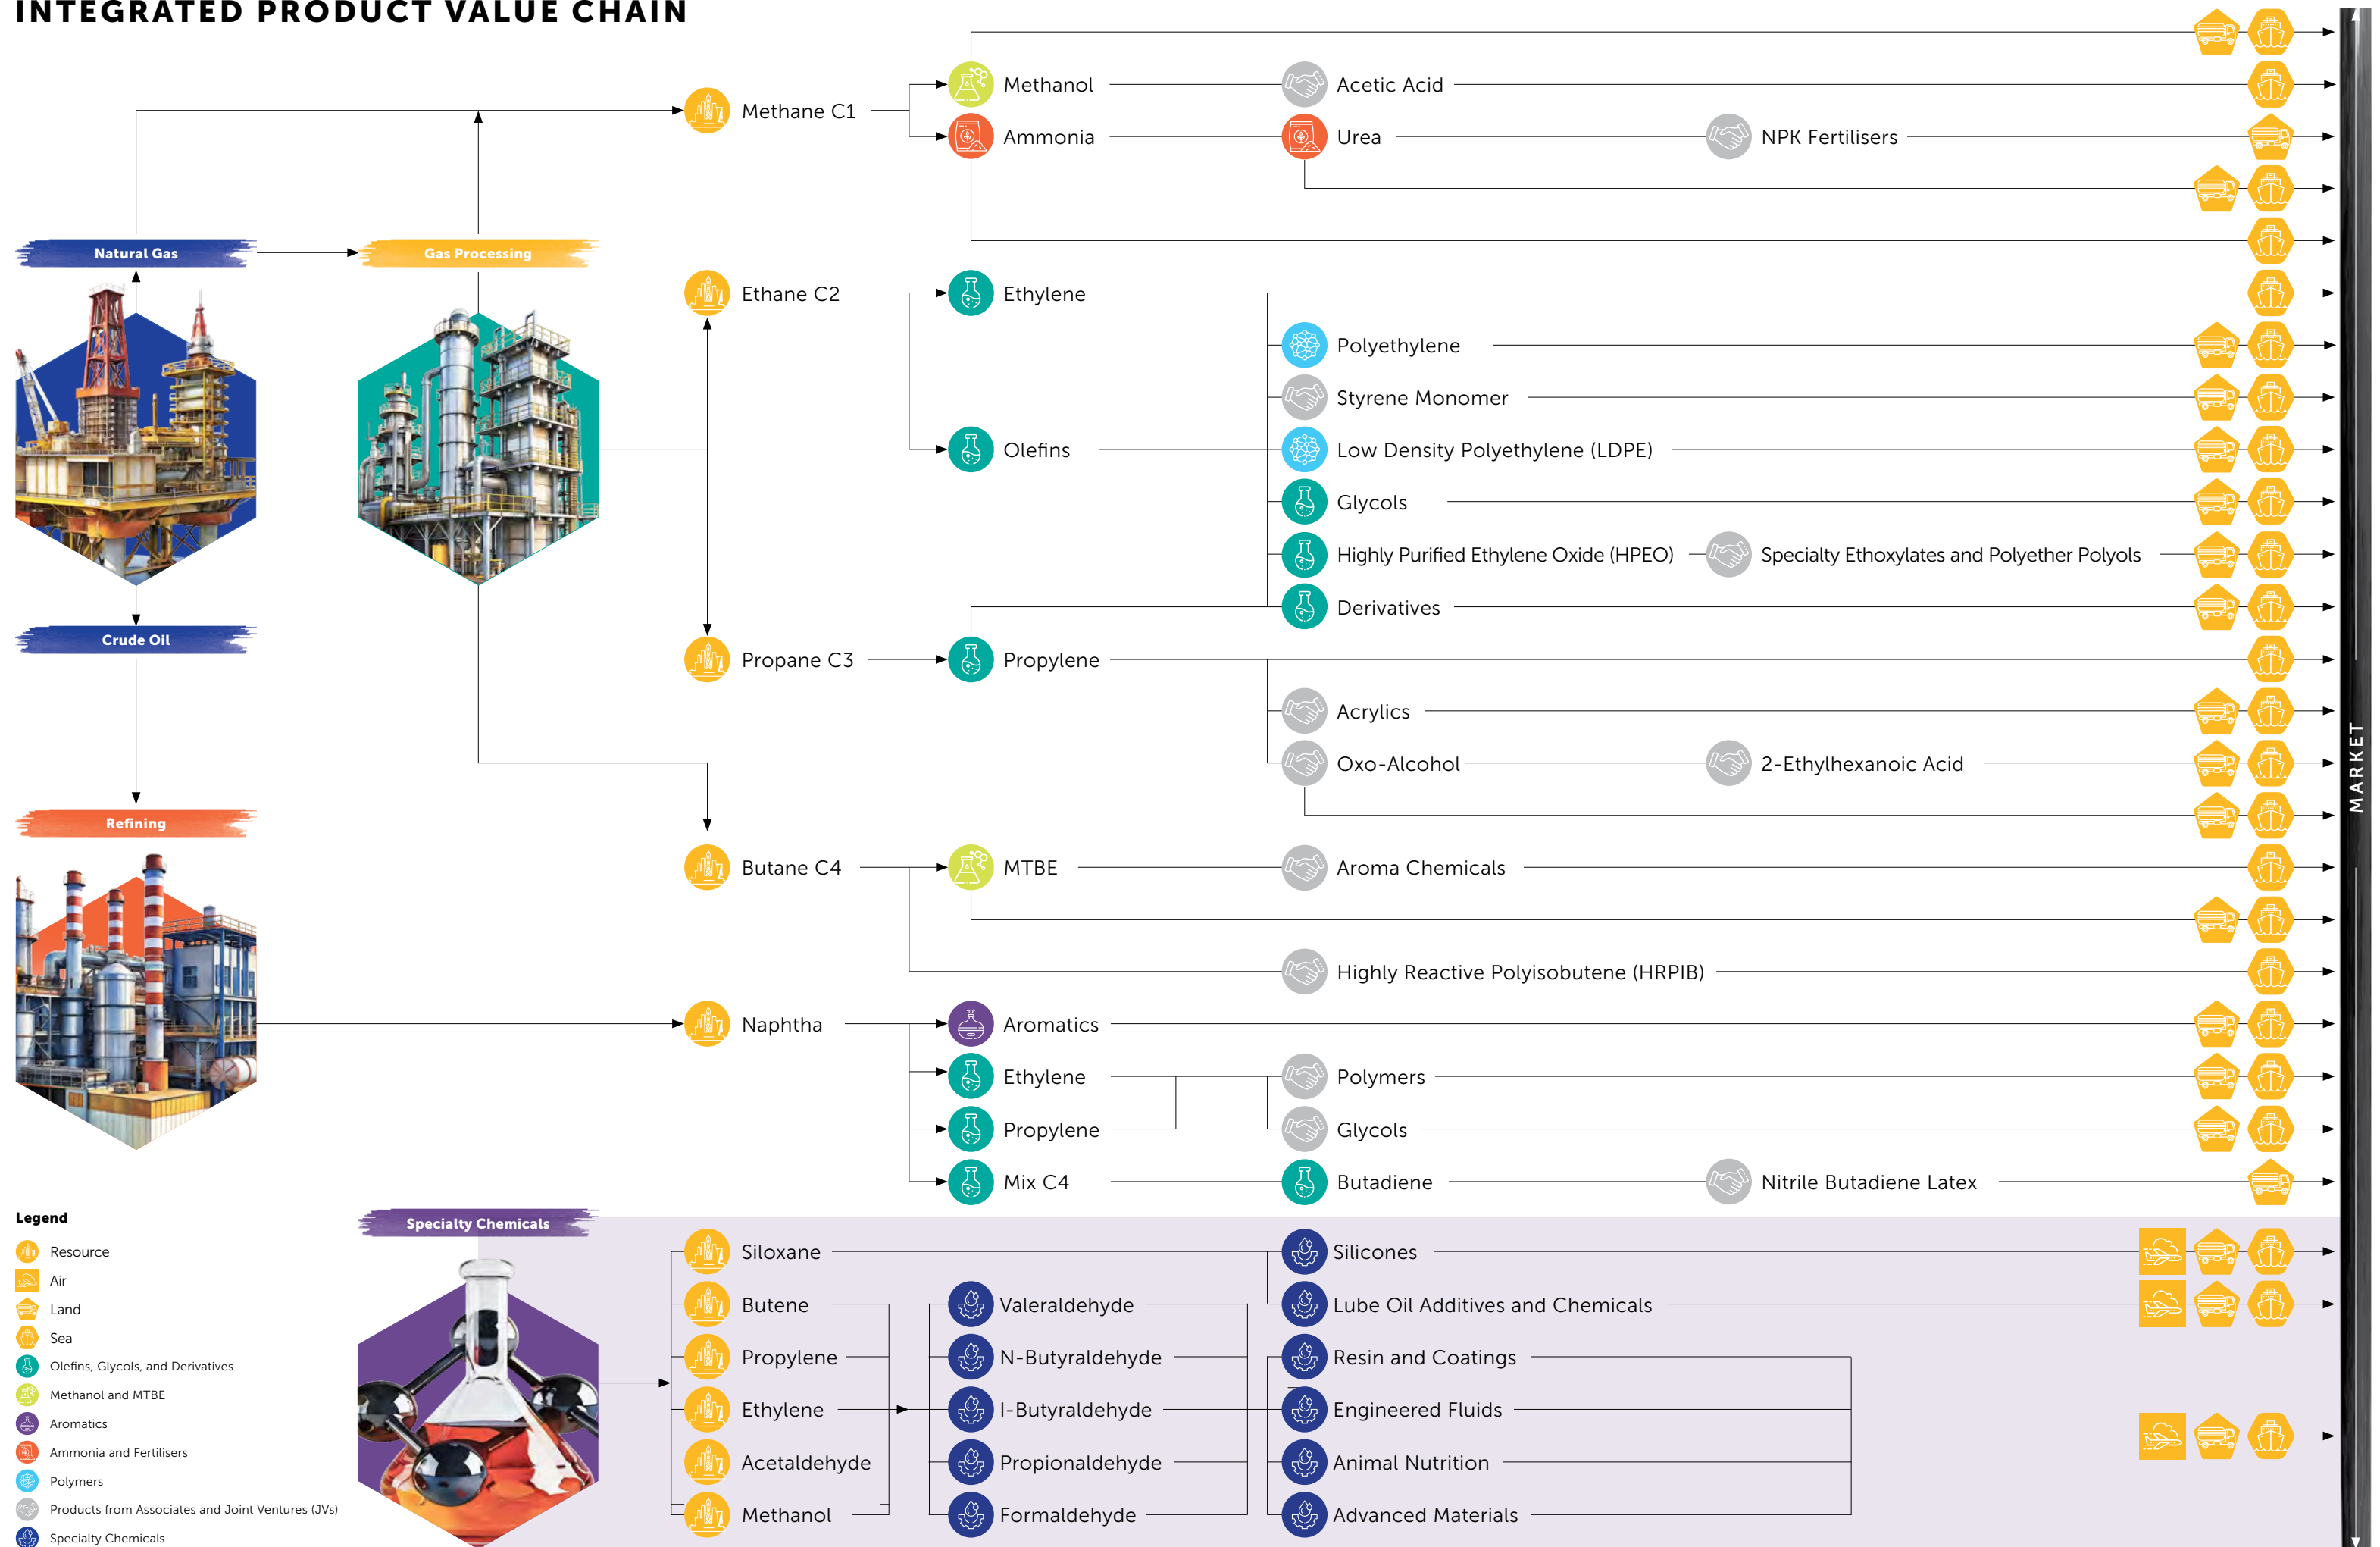 INTEGRATED PRODUCT VALUE CHAIN
Methane C1
Methanol
Acetic Acid
Ammonia
Urea
NPK Fertilisers
Natural Gas
Gas Processing
Ethane C2
Ethylene
Polyethylene
Styrene Monomer
Olefins
Low Density Polyethylene (LDPE)
Glycols
Highly Purified Ethylene Oxide (HPEO)
Specialty Ethoxylates and Polyether Polyols
Derivatives
Crude Oil
Propane C3
Propylene
Acrylics
Oxo-Alcohol
2-Ethylhexanoic Acid
MARKET
Refining
Butane C4
MTBE
Aroma Chemicals
Highly Reactive Polyisobutene (HRPIB)
Naphtha
Aromatics
Ethylene
Polymers
Propylene
Glycols
Mix C4
Butadiene
Nitrile Butadiene Latex
Specialty Chemicals
Siloxane
Silicones
Butene
Valeraldehyde
Lube Oil Additives and Chemicals
Propylene
N-Butyraldehyde
Resin and Coatings
Ethylene
I-Butyraldehyde
Engineered Fluids
Acetaldehyde
Propionaldehyde
Animal Nutrition
Methanol
Formaldehyde
Advanced Materials
Legend
Resource
Air
Land
Sea
Olefins, Glycols, and Derivatives
Methanol and MTBE
Aromatics
Ammonia and Fertilisers
Polymers
Products from Associates and Joint Ventures (JVs)
Specialty Chemicals